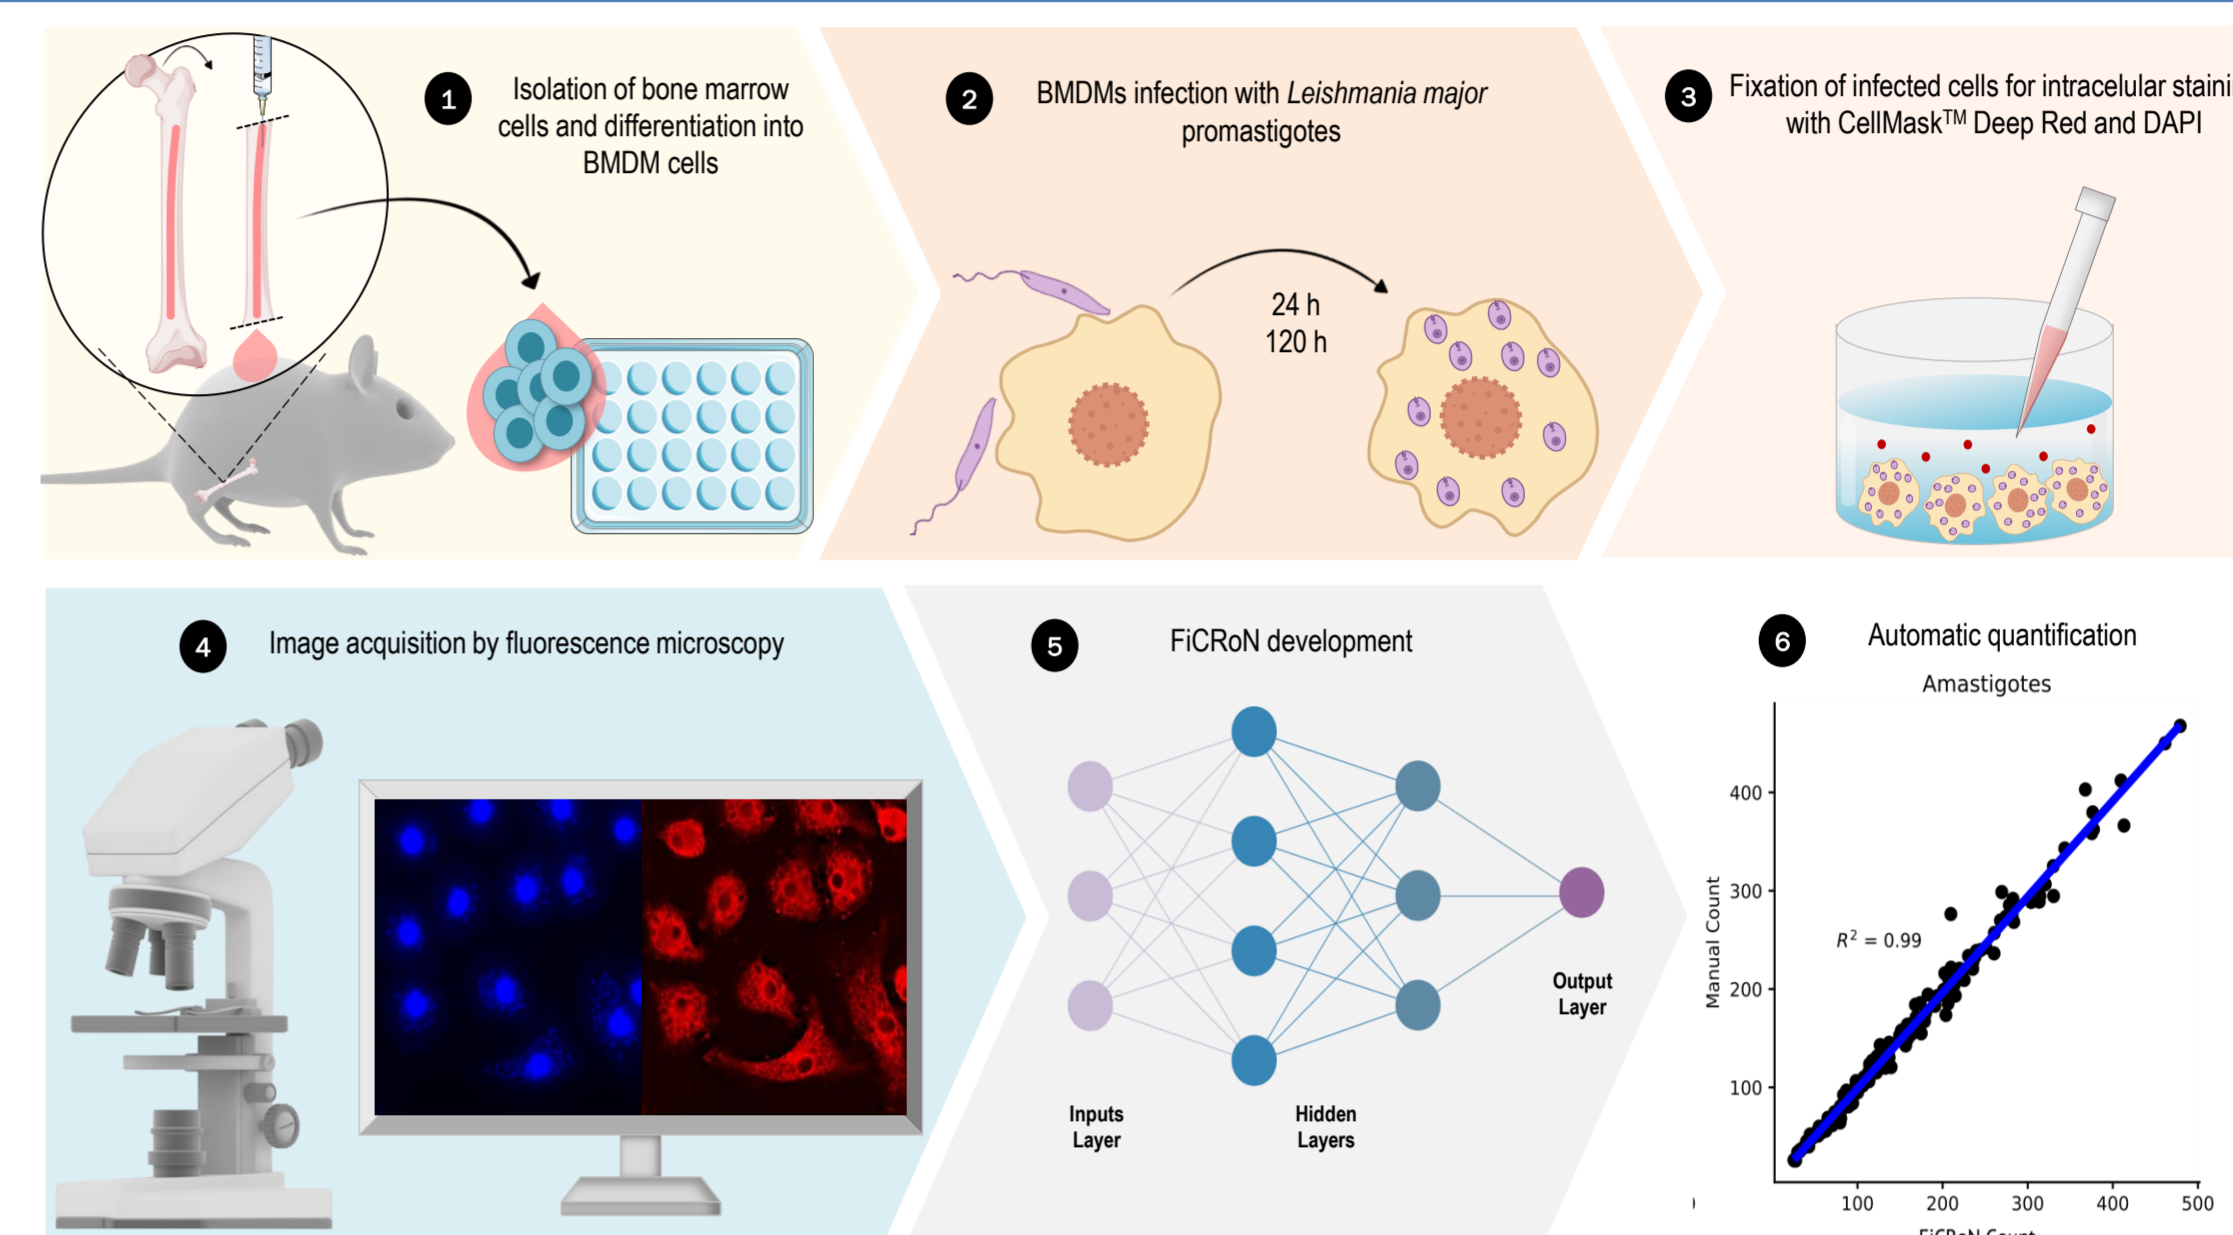 1
Isolation of bone marrow
cells and differentiation into
BMDM cells
2
BMDMs infection with Leishmania major
promastigotes
24 h
120 h
3
Fixation of infected cells for intracelular
with CellMask™ Deep Red and DAPI
4
Image acquisition by fluorescence microscopy
5
FiCRoN development
Inputs
Layer
Hidden
Layers
Output
Layer
6
Automatic quantification
Amastigotes
Manual Count
400
300
200
100
R² = 0.99
100
200
300
400
500
FiCRoN Count